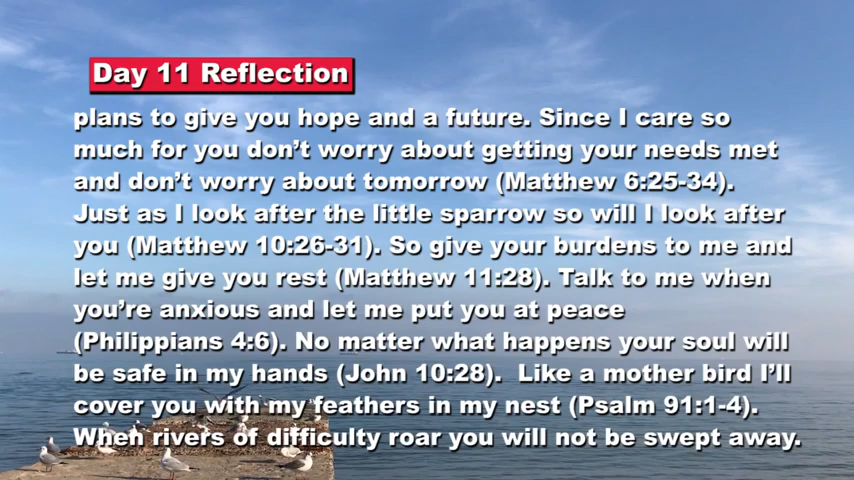 Day 11 Reflection
plans to give you hope and a future. Since I care so
much for you don’t worry about getting your needs met
and don’t worry about tomorrow (Matthew 6:25-34).
Just as I look after the little sparrow so will I look after
you (Matthew 10:26-31). So give your burdens to me and
let me give you rest (Matthew 11:28). Talk to me when
you’re anxious and let me put you at peace
(Philippians 4:6). No matter what happens your soul will
be safe in my hands (John 10:28).  Like a mother bird I’ll
cover you with my feathers in my nest (Psalm 91:1-4).
When rivers of difficulty roar you will not be swept away.